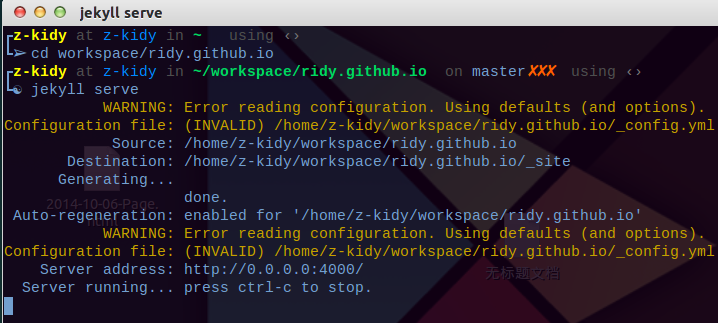 jekyll serve
z-kidy at z-kidy in ~ using ‹›
➢ cd workspace/ridy.github.io
z-kidy at z-kidy in ~/workspace/ridy.github.io on master✗✗✗ using ‹›
☯ jekyll serve
WARNING: Error reading configuration. Using defaults (and options).
Configuration file: (INVALID) /home/z-kidy/workspace/ridy.github.io/_config.yml
Source: /home/z-kidy/workspace/ridy.github.io
Destination: /home/z-kidy/workspace/ridy.github.io/_site
Generating...
done.
2014-10-06-Page.
html
Auto-regeneration: enabled for '/home/z-kidy/workspace/ridy.github.io'
WARNING: Error reading configuration. Using defaults (and options).
Configuration file: (INVALID) /home/z-kidy/workspace/ridy.github.io/_config.yml
Server address: http://0.0.0.0:4000/
无标题文档
Server running... press ctrl-c to stop.